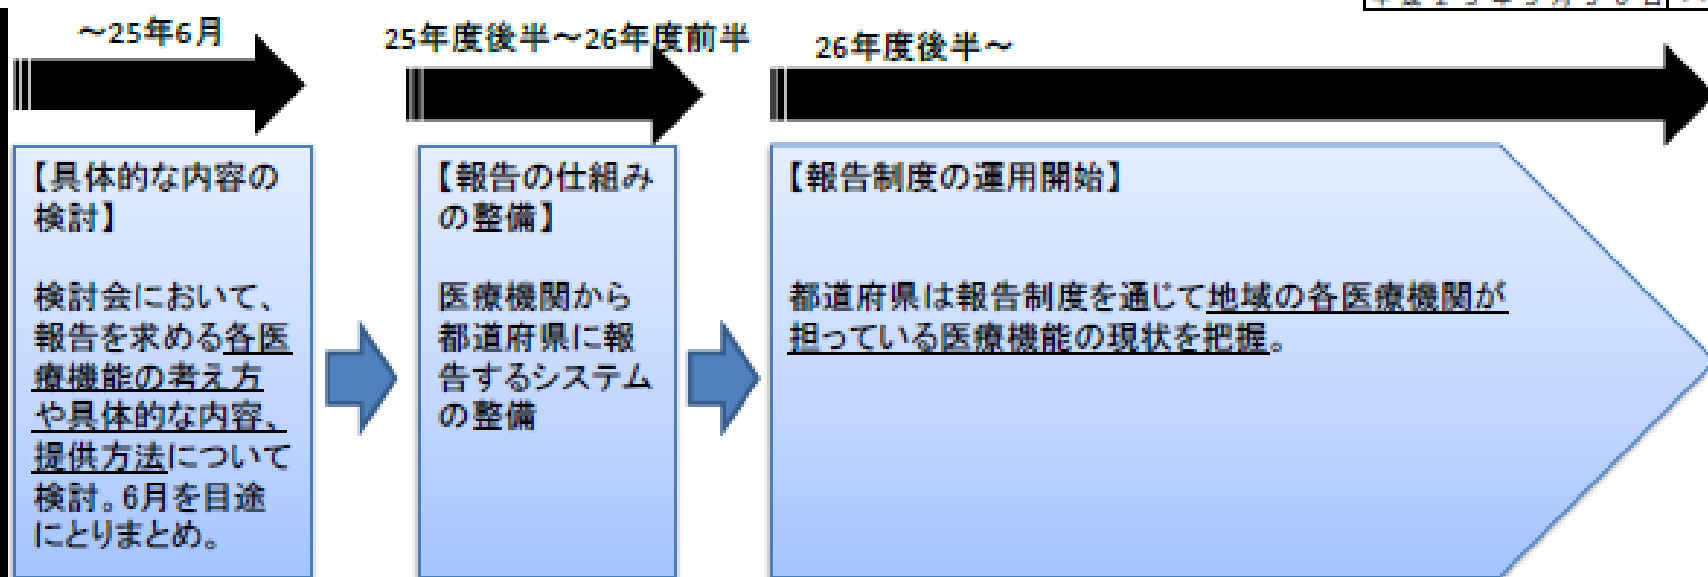 ～25年6月
25年度後半～26年度前半
26年度後半～
【具体的な内容の
検討】
検討会において、
報告を求める各医
療機能の考え方
や具体的な内容、
提供方法について
検討。6月を目途
にとりまとめ。
【報告の仕組み
の整備】
医療機関から
都道府県に報
告するシステム
の整備
【報告制度の運用開始】
都道府県は報告制度を通じて地域の各医療機関が
担っている医療機能の現状を把握。